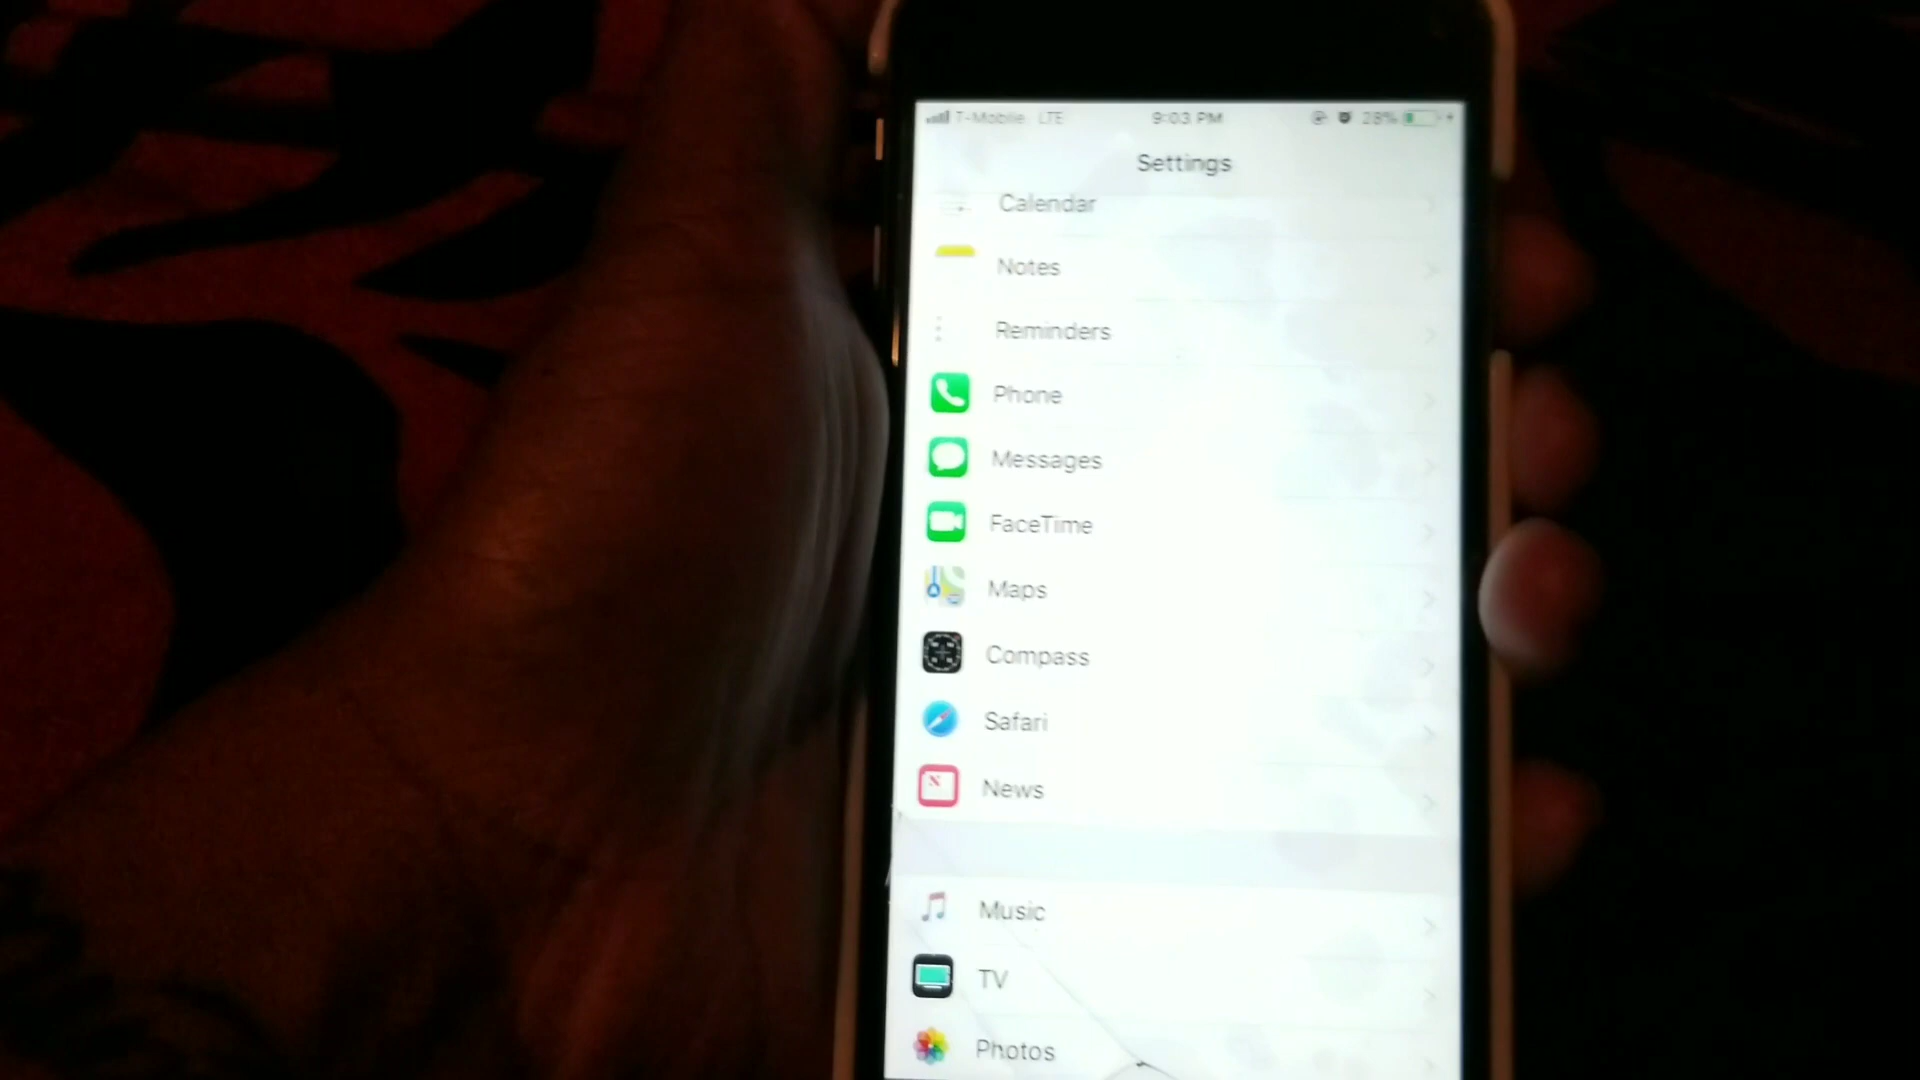 T-Mobile LTE 9:03 PM 28%
Settings
Calendar
Notes
Reminders
Phone
Messages
FaceTime
Maps
Compass
Safari
News
Music
TV
Photos